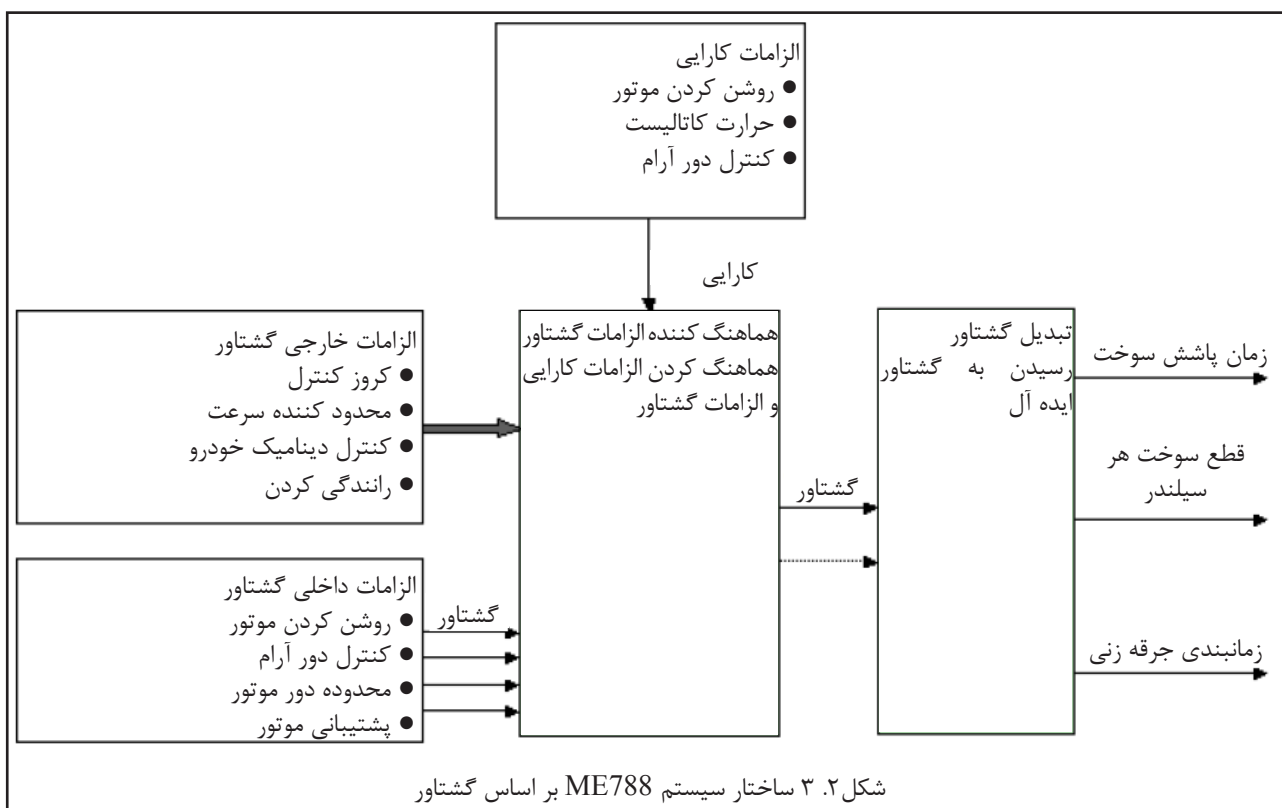 الزامات کارایی
● روشن کردن موتور
● حرارت کاتالیست
● کنترل دور آرام
کارایی
الزامات خارجی گشتاور
● کروز کنترل
● محدود کننده سرعت
● کنترل دینامیک خودرو
● رانندگی کردن
هماهنگ کننده الزامات گشتاور
هماهنگ کردن الزامات کارایی
و الزامات گشتاور
تبدیل گشتاور
رسیدن به گشتاور
ایده آل
زمان پاشش سوخت
قطع سوخت هر
سیلندر
گشتاور
الزامات داخلی گشتاور
● روشن کردن موتور
● کنترل دور آرام
● محدوده دور موتور
● پشتیبانی موتور
گشتاور
زمانبندی جرقه زنی
شکل۲. ۳ ساختار سیستم ME788 بر اساس گشتاور